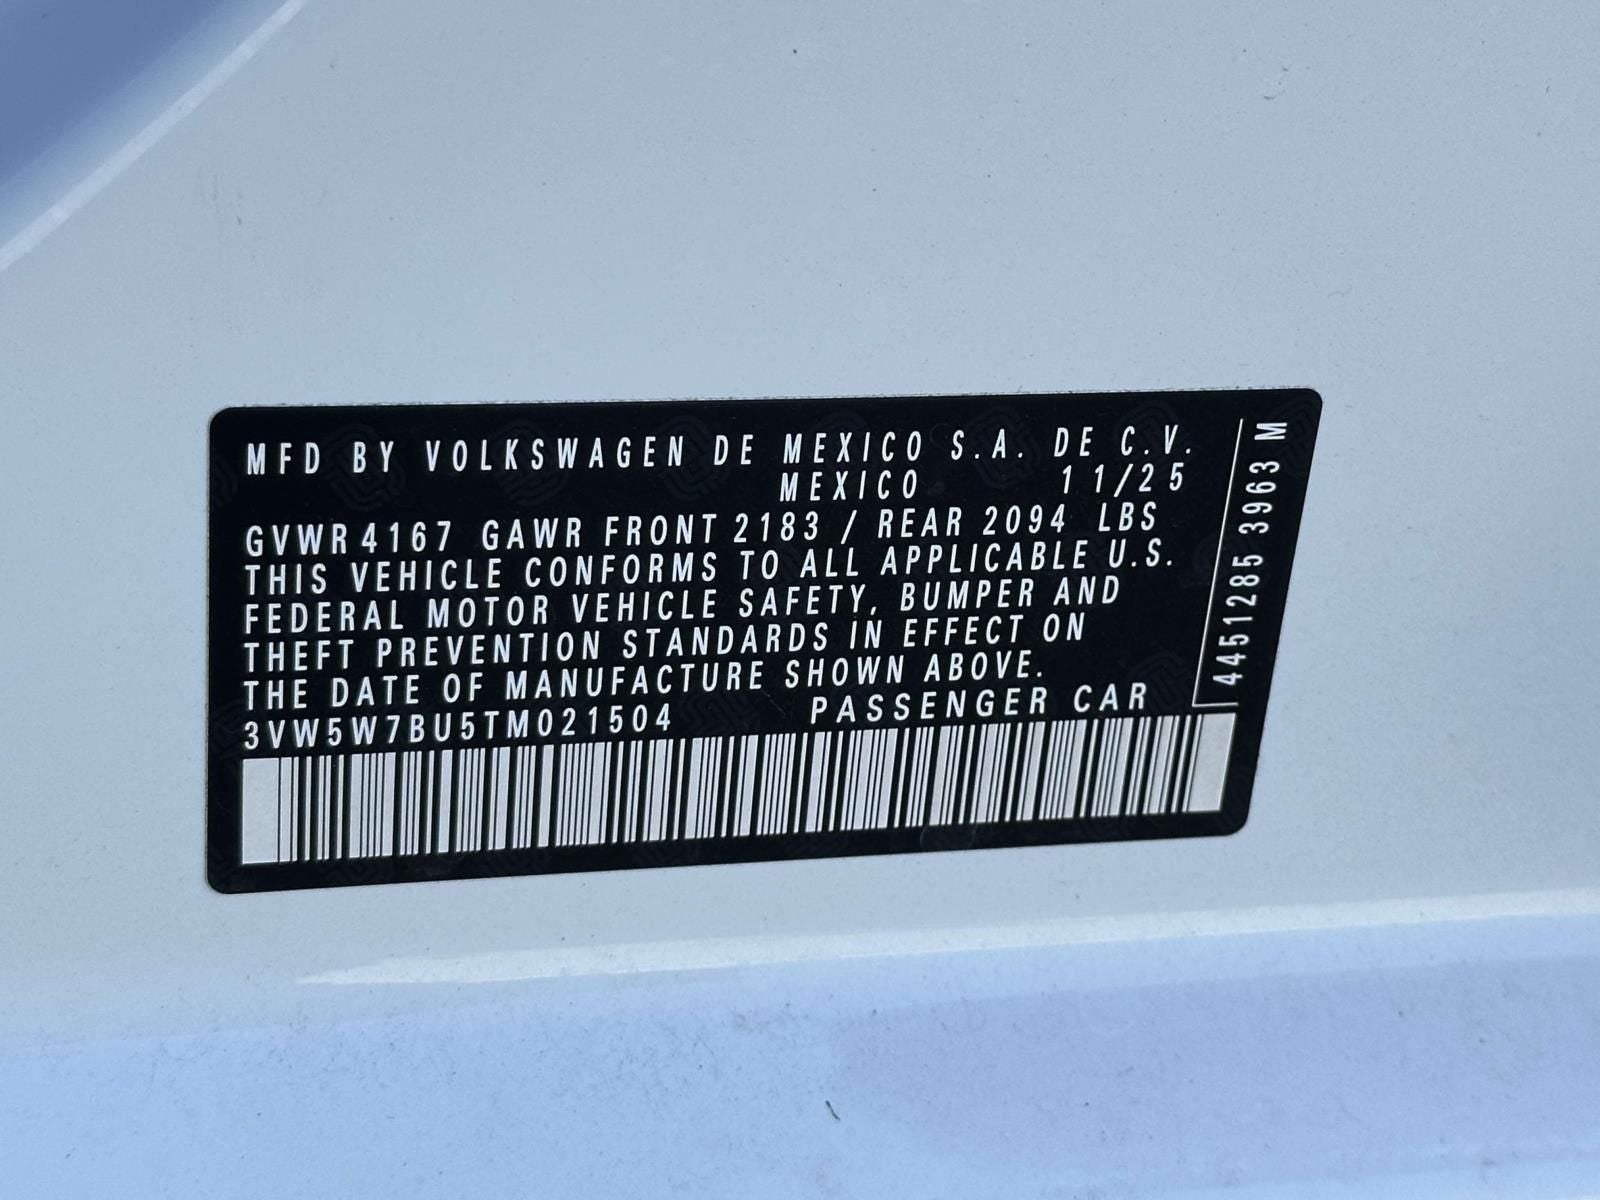 MFD BY VOLKSWAGEN DE MEXICO S.A. DE C.V.
MEXICO 11/25
GVWR 4167 GAWR FRONT 2183 / REAR 2094 LBS
THIS VEHICLE CONFORMS TO ALL APPLICABLE U.S.
FEDERAL MOTOR VEHICLE SAFETY, BUMPER AND
THEFT PREVENTION STANDARDS IN EFFECT ON
THE DATE OF MANUFACTURE SHOWN ABOVE.
3VW5W7BU5TM021504 PASSENGER CAR
4451285 3963 M